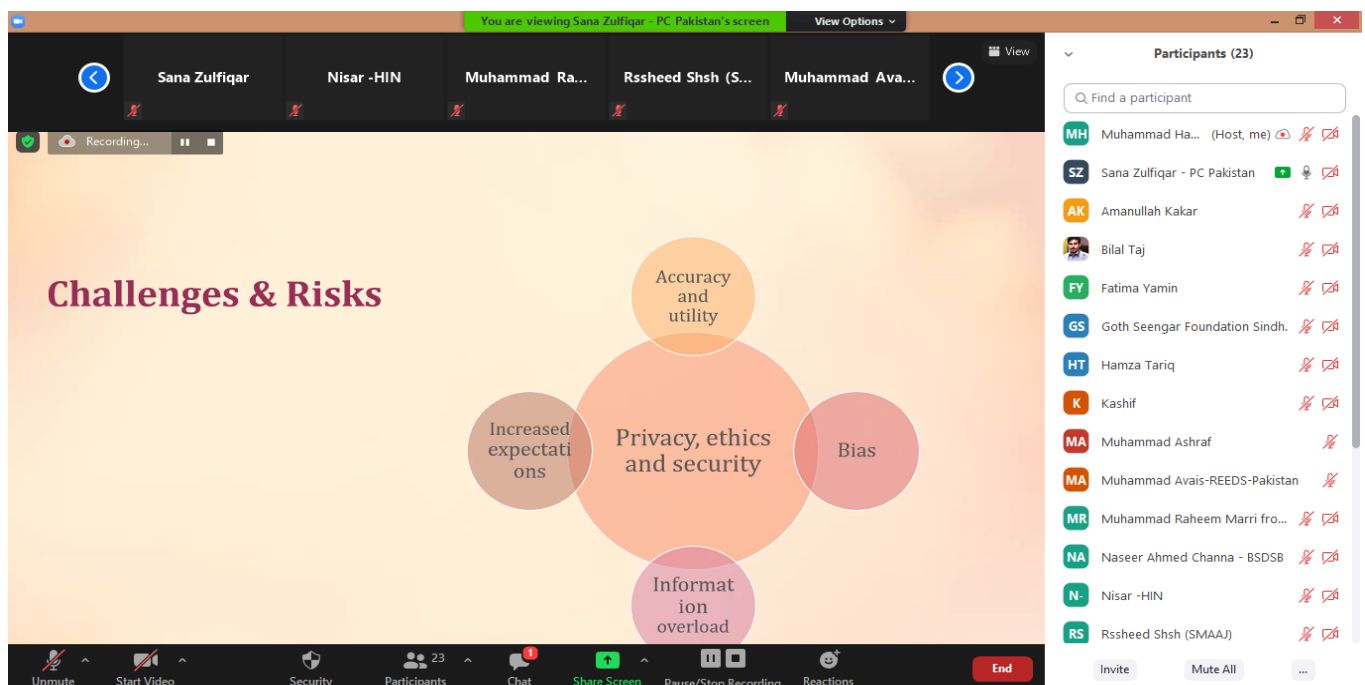 You are viewing Sana Zulfiqar - PC Pakistan's screen
View Options
View
Sana Zulfiqar
Nisar -HIN
Muhammad Ra...
Rssheed Shsh (S...
Muhammad Ava...
Recording...
Challenges & Risks
Accuracy
and
utility
Increased
expectati
ons
Privacy, ethics
and security
Bias
Informat
ion
overload
Participants (23)
Find a participant
MH Muhammad Ha... (Host, me)
SZ Sana Zulfiqar - PC Pakistan
AK Amanullah Kakar
Bilal Taj
FY Fatima Yamin
GS Goth Seengar Foundation Sindh.
HT Hamza Tariq
K Kashif
MA Muhammad Ashraf
MA Muhammad Avais-REEDS-Pakistan
MR Muhammad Raheem Marri fro...
NA Naseer Ahmed Channa - BSDSB
N- Nisar -HIN
RS Rssheed Shsh (SMAAJ)
Invite
Mute All
...
Unmute
Start Video
Security
23
Participants
1
Chat
Share Screen
Pause/Stop Recording
Reactions
End